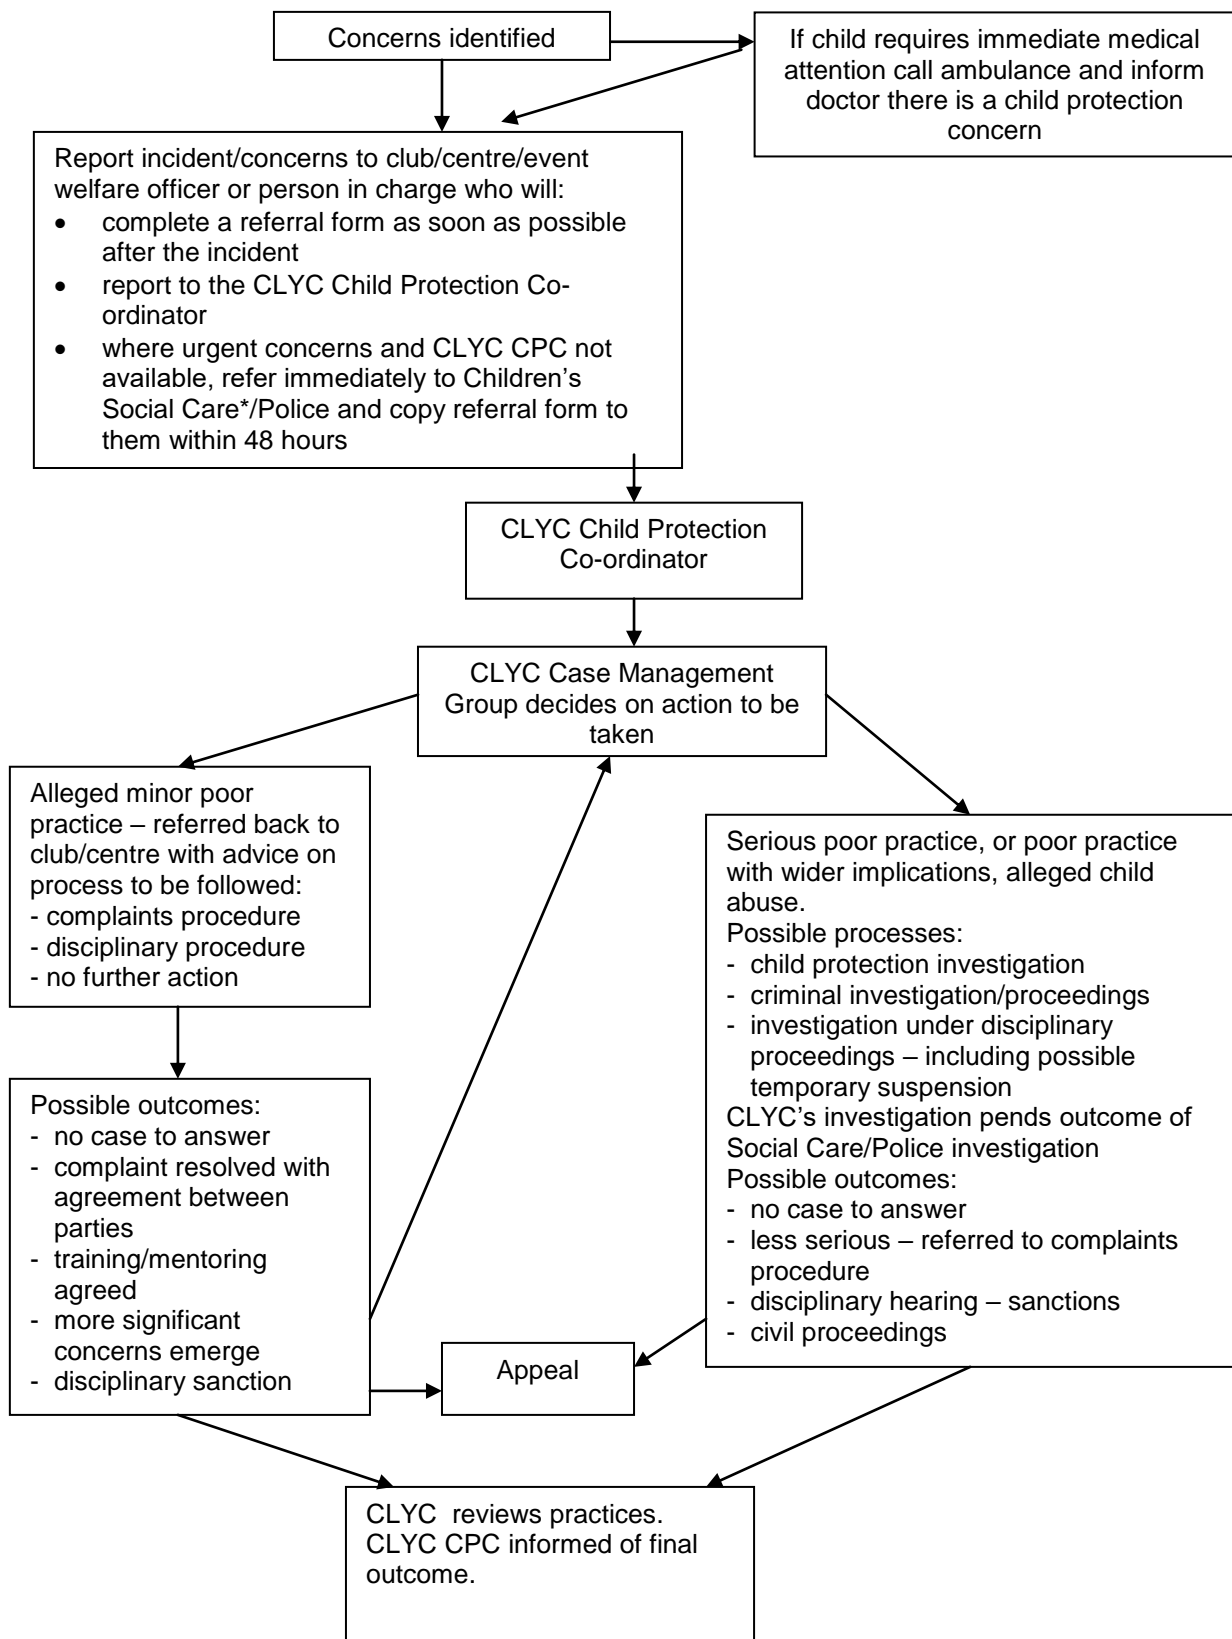 Concerns identified
If child requires immediate medical
attention call ambulance and inform
doctor there is a child protection
concern
Report incident/concerns to club/centre/event
welfare officer or person in charge who will:
• complete a referral form as soon as possible
after the incident
• report to the CLYC Child Protection Co-
ordinator
• where urgent concerns and CLYC CPC not
available, refer immediately to Children’s
Social Care*/Police and copy referral form to
them within 48 hours
CLYC Child Protection
Co-ordinator
CLYC Case Management
Group decides on action to be
taken
Alleged minor poor
practice – referred back to
club/centre with advice on
process to be followed:
- complaints procedure
- disciplinary procedure
- no further action
Serious poor practice, or poor practice
with wider implications, alleged child
abuse.
Possible processes:
- child protection investigation
- criminal investigation/proceedings
- investigation under disciplinary
proceedings – including possible
temporary suspension
CLYC’s investigation pends outcome of
Social Care/Police investigation
Possible outcomes:
- no case to answer
- less serious – referred to complaints
procedure
- disciplinary hearing – sanctions
- civil proceedings
Possible outcomes:
- no case to answer
- complaint resolved with
agreement between
parties
- training/mentoring
agreed
- more significant
concerns emerge
- disciplinary sanction
Appeal
CLYC  reviews practices.
CLYC CPC informed of final
outcome.